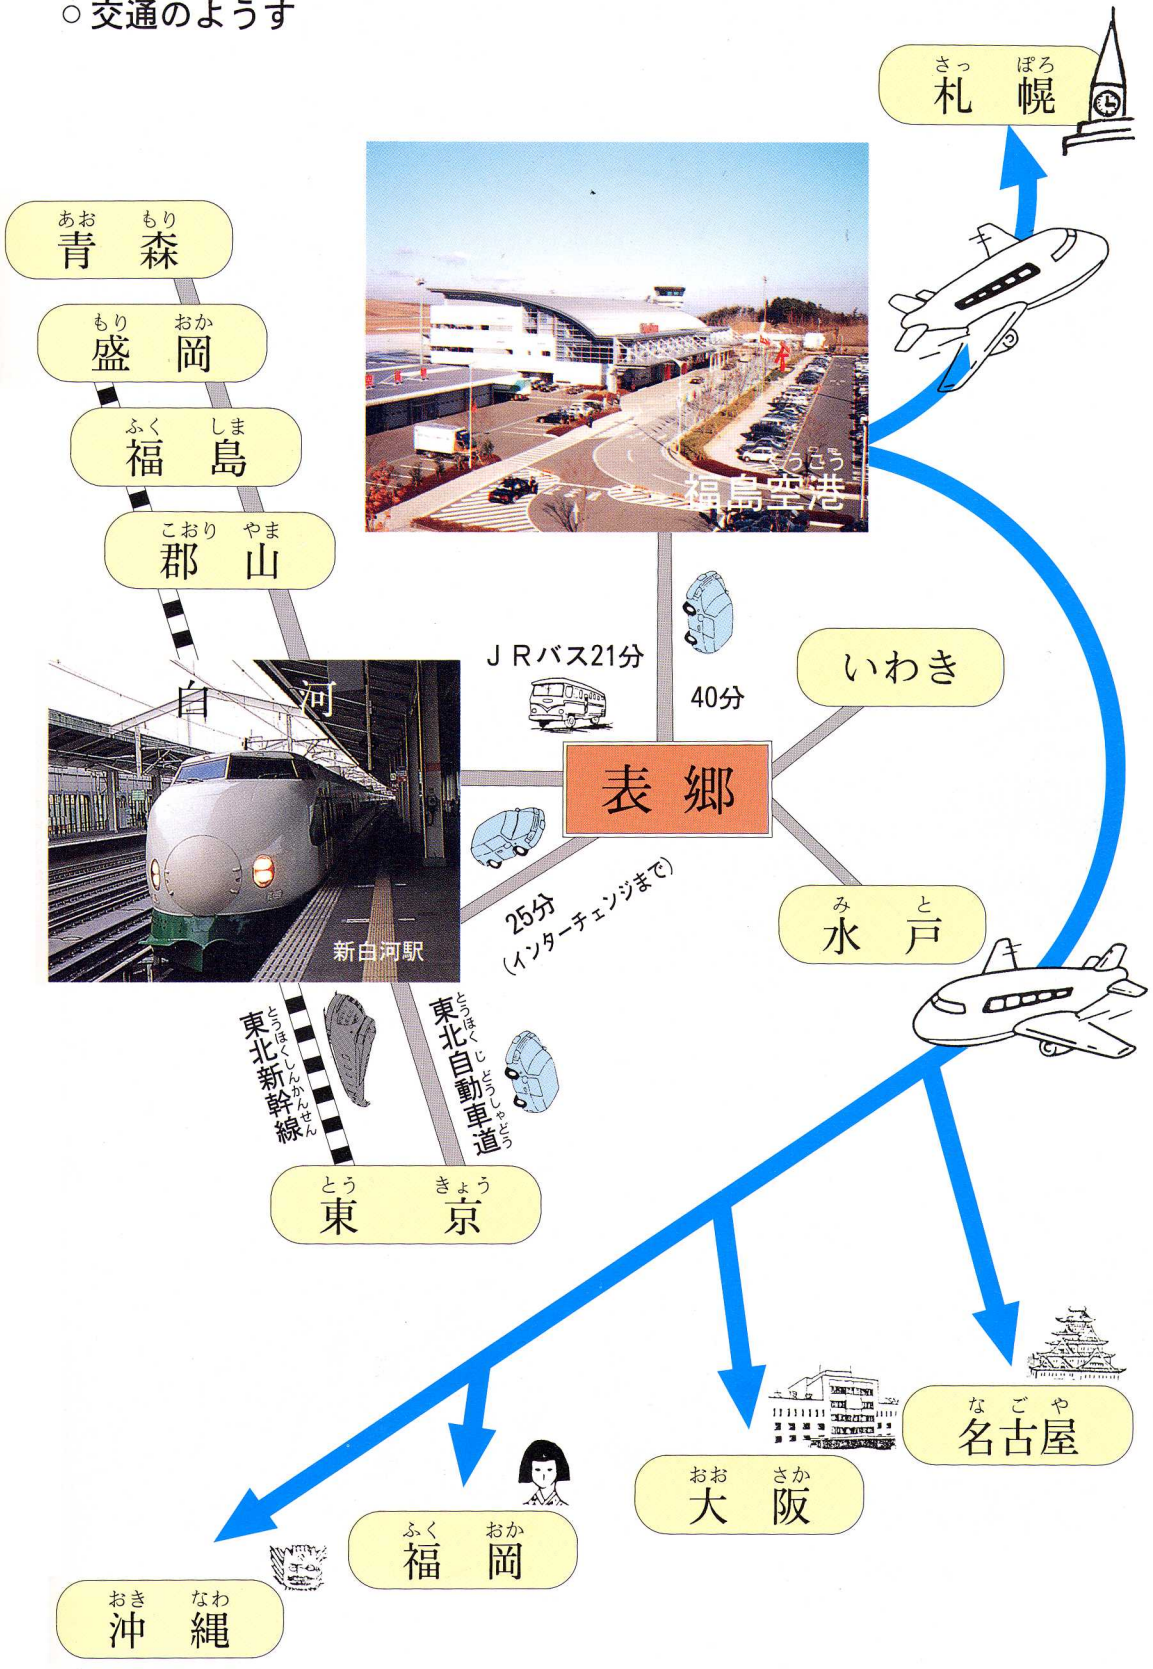 ○交通のようす
さっ ぽろ
札 幌
あお もり
青 森
もり おか
盛 岡
ふく しま
福 島
こおり やま
郡 山
くうこう
福島空港
JRバス21分
40分
いわき
白 河
表 郷
新白河駅
25分
(インターチェンジまで)
み と
水 戸
とうほくしんかんせん
東北新幹線
とうほくじどうしゃどう
東北自動車道
とう きょう
東 京
な ご や
名古屋
おお さか
大 阪
ふく おか
福 岡
おき なわ
沖 縄